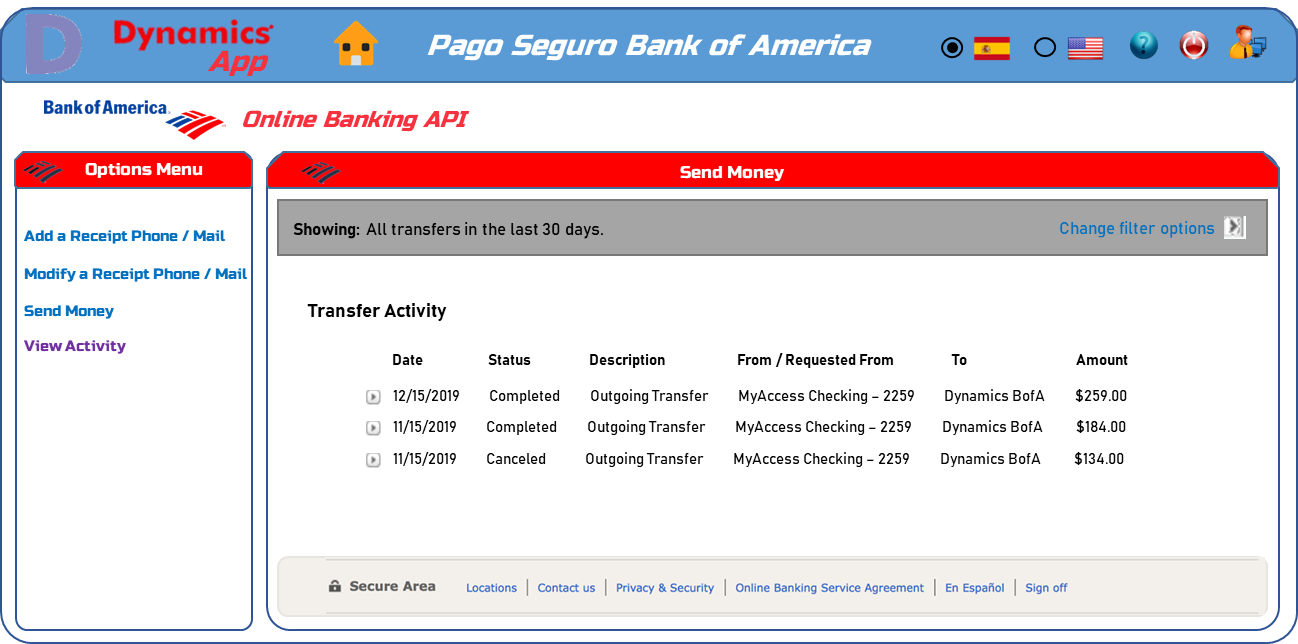 D Dynamics App
Pago Seguro Bank of America
?
Bank of America
Online Banking API
Options Menu
Add a Receipt Phone / Mail
Modify a Receipt Phone / Mail
Send Money
View Activity
Send Money
Showing: All transfers in the last 30 days.
Change filter options
Transfer Activity
Date Status Description From / Requested From To Amount
12/15/2019 Completed Outgoing Transfer MyAccess Checking – 2259 Dynamics BofA $259.00
11/15/2019 Completed Outgoing Transfer MyAccess Checking – 2259 Dynamics BofA $184.00
11/15/2019 Canceled Outgoing Transfer MyAccess Checking – 2259 Dynamics BofA $134.00
Secure Area Locations | Contact us | Privacy & Security | Online Banking Service Agreement | En Español | Sign off